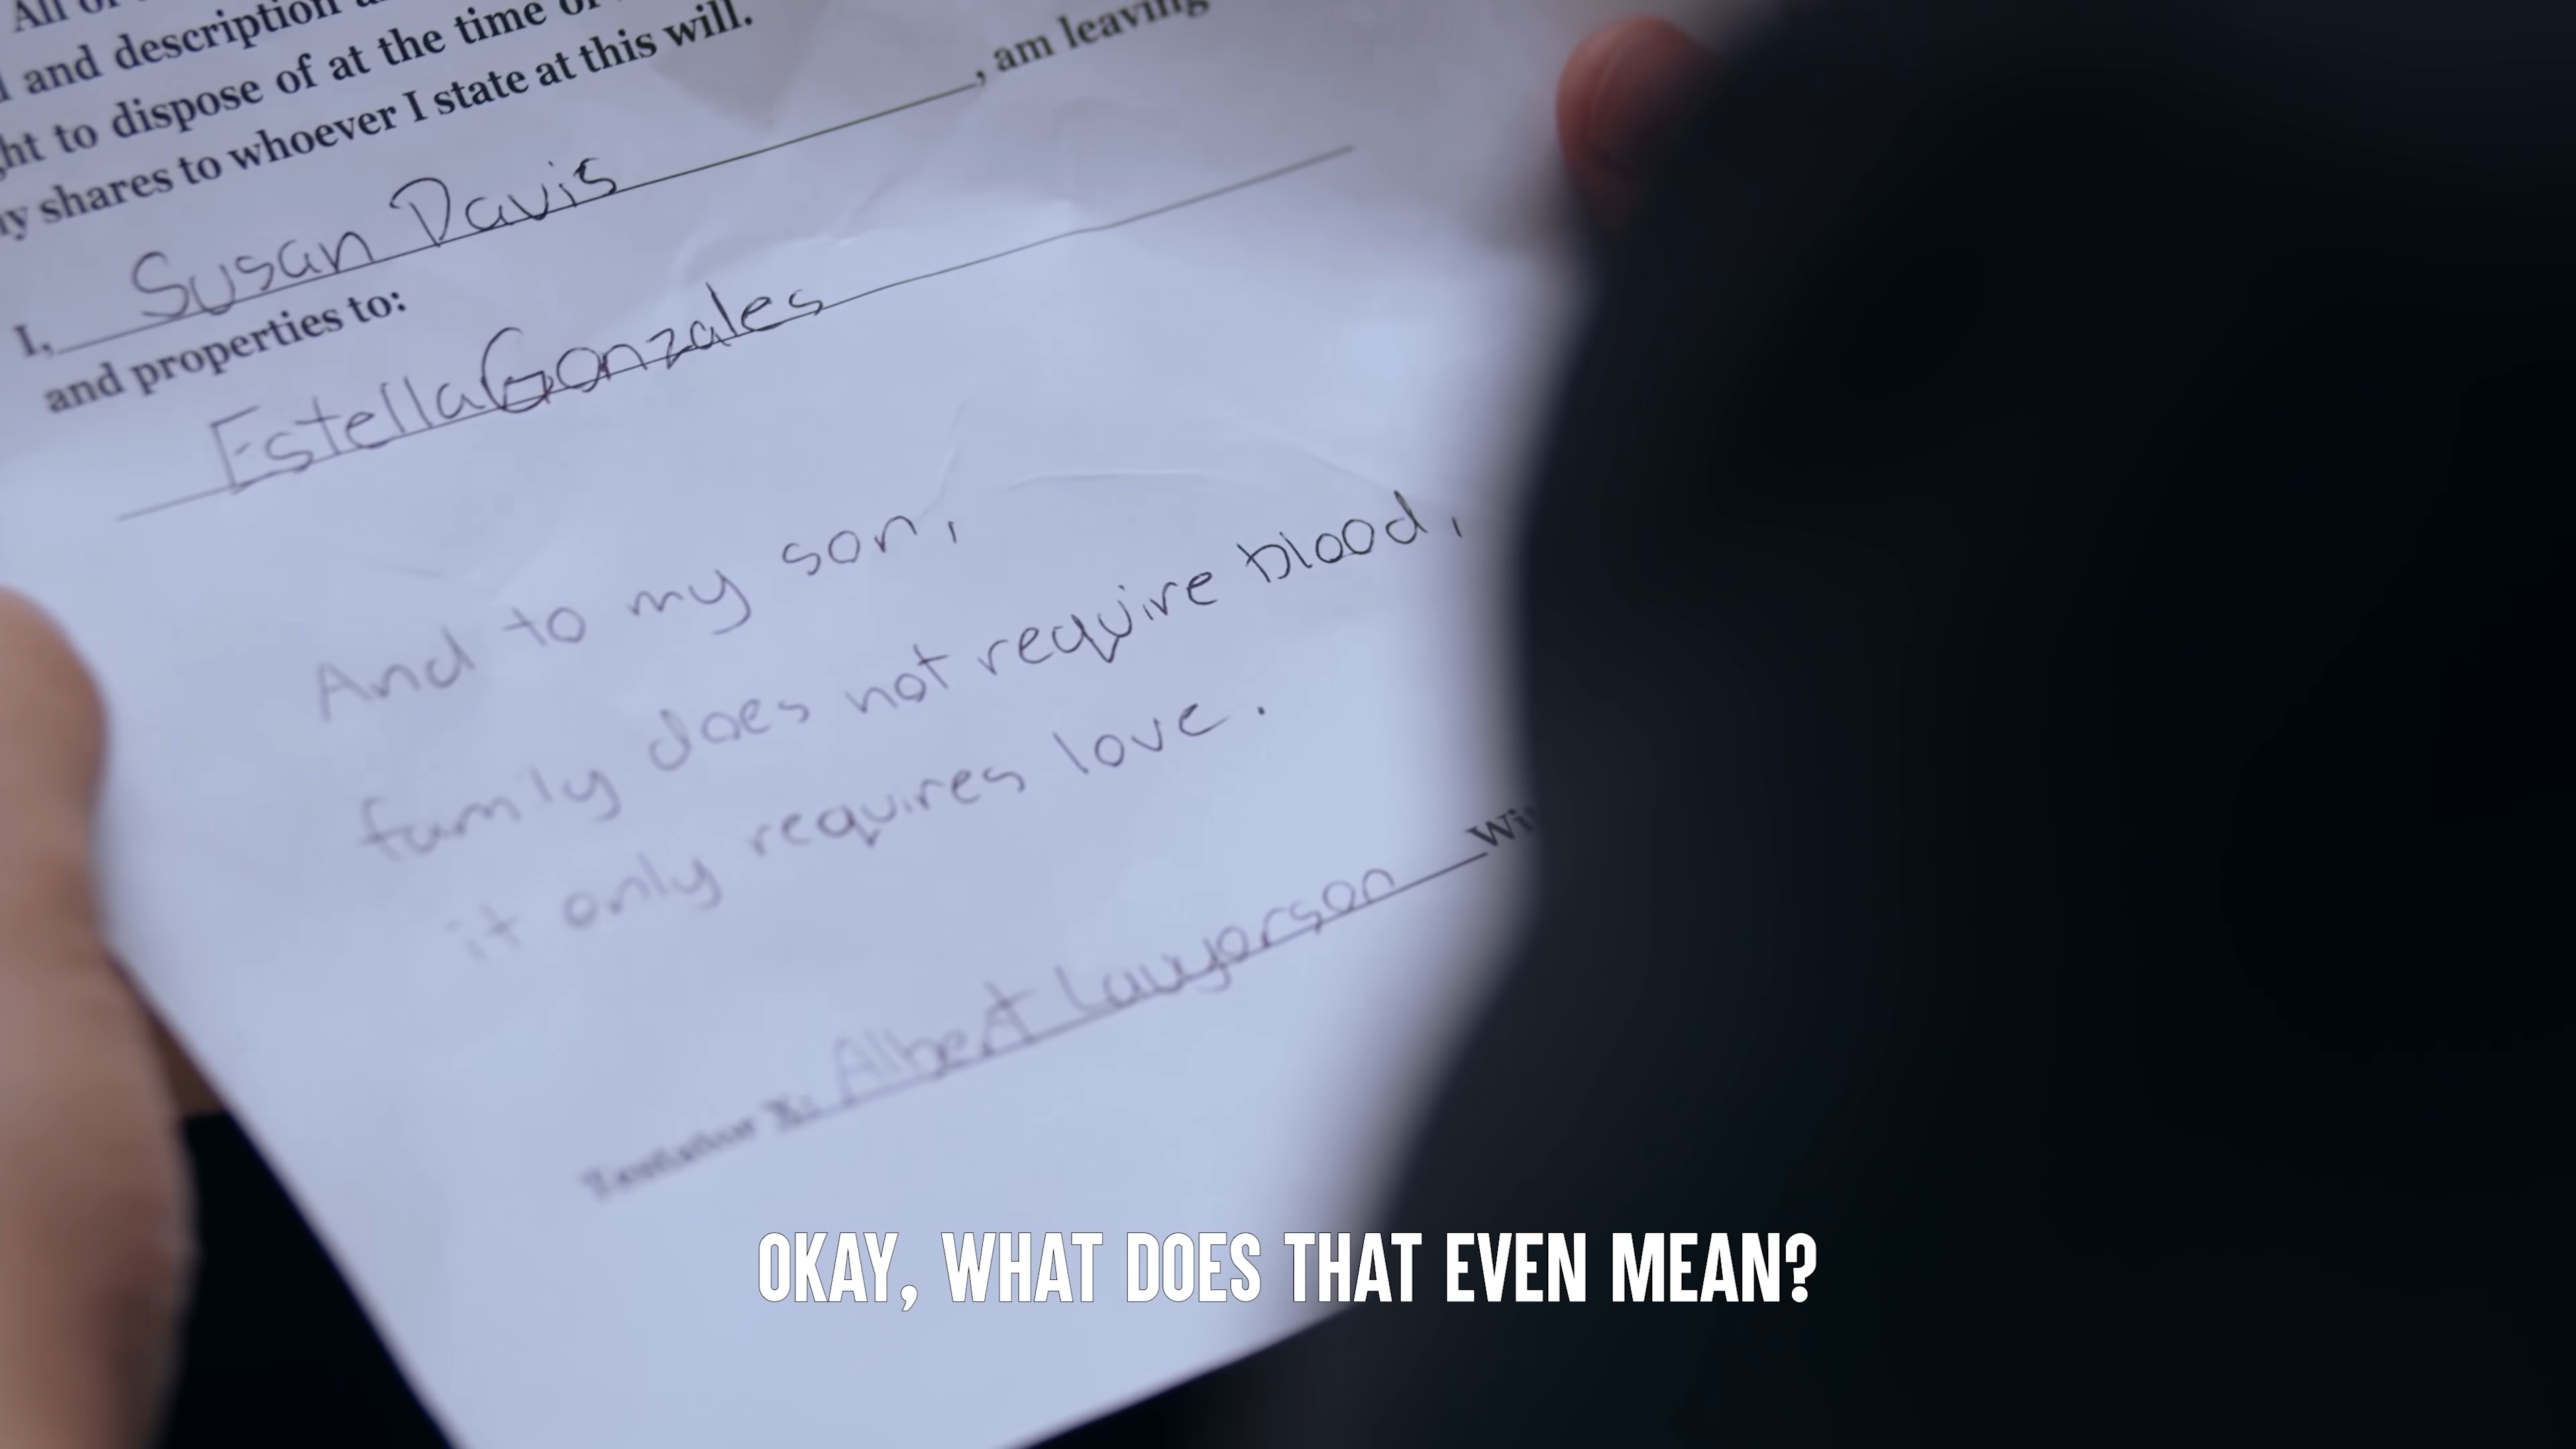 and description
ht to dispose of at the time of
y shares to whoever I state at this will.
I, Susan Davis, am leaving
and properties to:
Estella Gonzales
And to my son,
family does not require blood,
it only requires love.
Testator X: Albert Lawyerson
OKAY, WHAT DOES THAT EVEN MEAN?